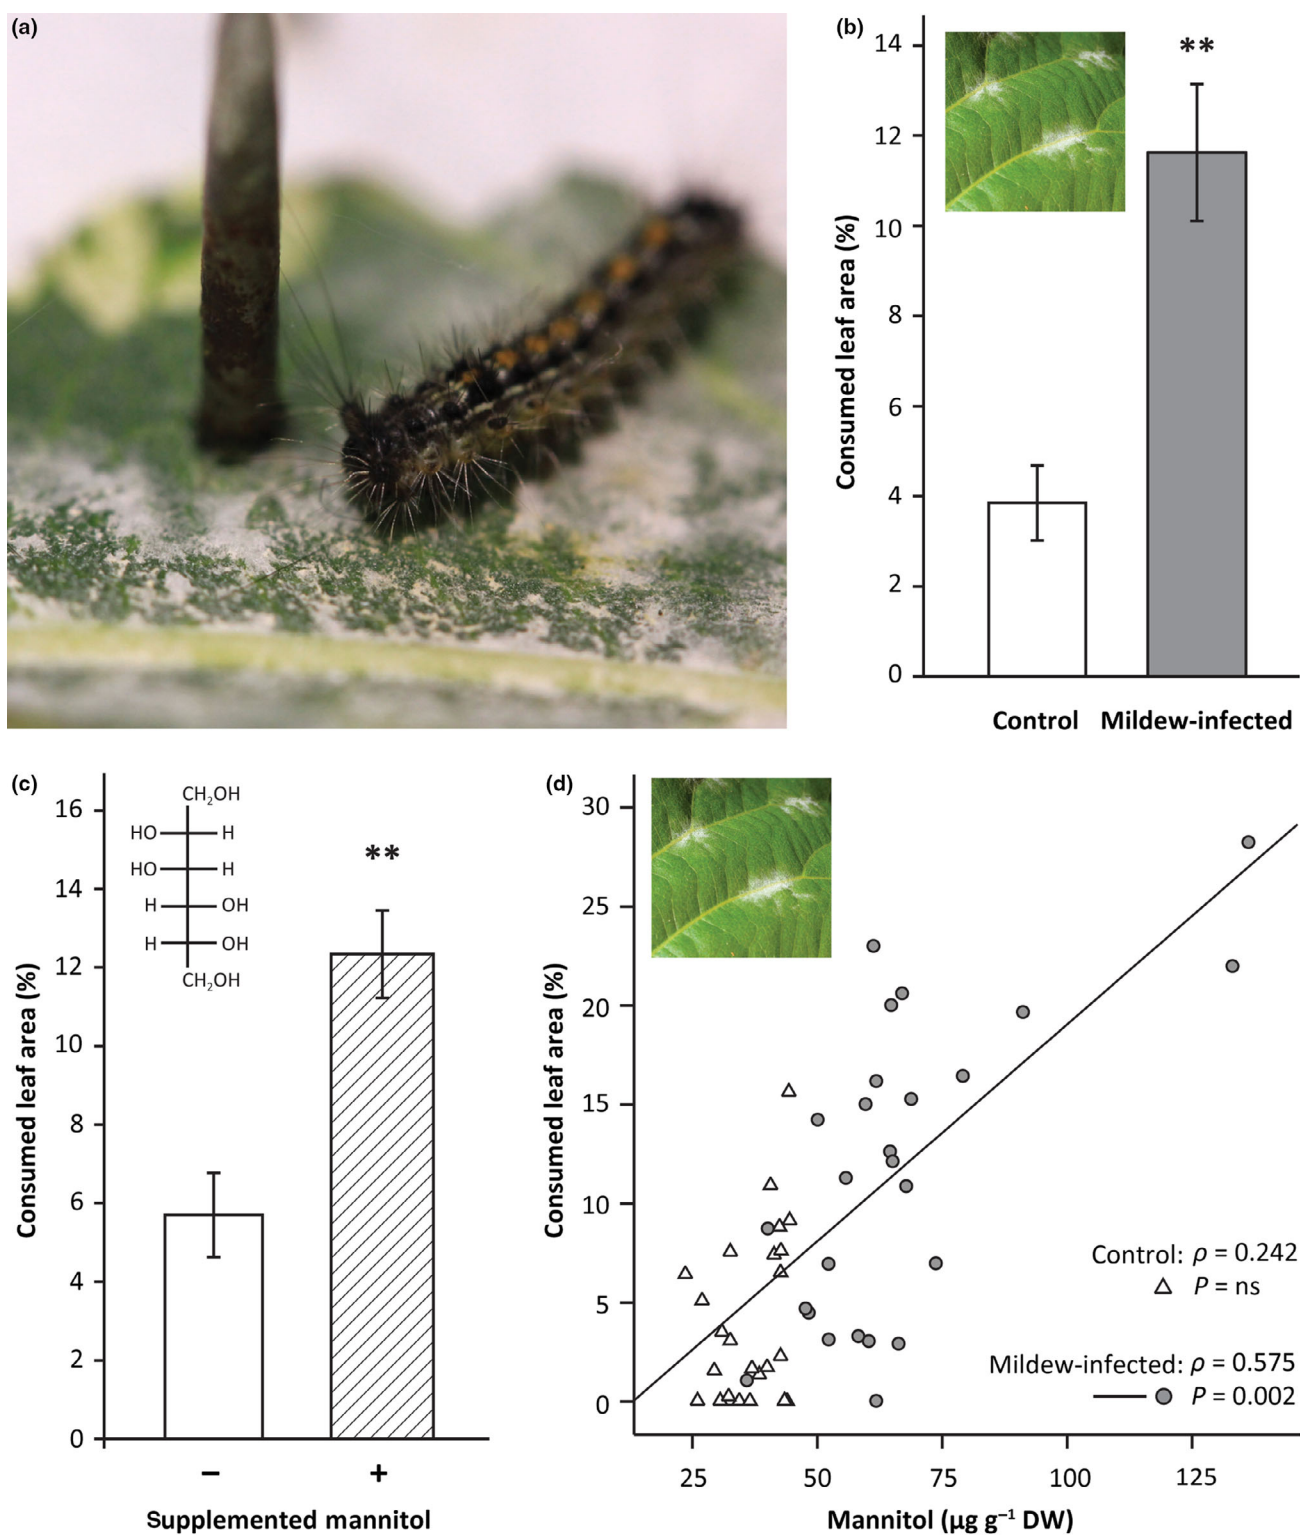 (a)
(b)
14
12
10
8
6
4
2
0
Consumed leaf area (%)
**
Control Mildew-infected
(c)
16
14
12
10
8
6
4
2
0
Consumed leaf area (%)
CH₂OH
HO H
HO H
H OH
H OH
CH₂OH
**
− +
Supplemented mannitol
(d)
30
25
20
15
10
5
0
Consumed leaf area (%)
Control: ρ = 0.242
P = ns
Mildew-infected: ρ = 0.575
P = 0.002
25 50 75 100 125
Mannitol (µg g⁻¹ DW)